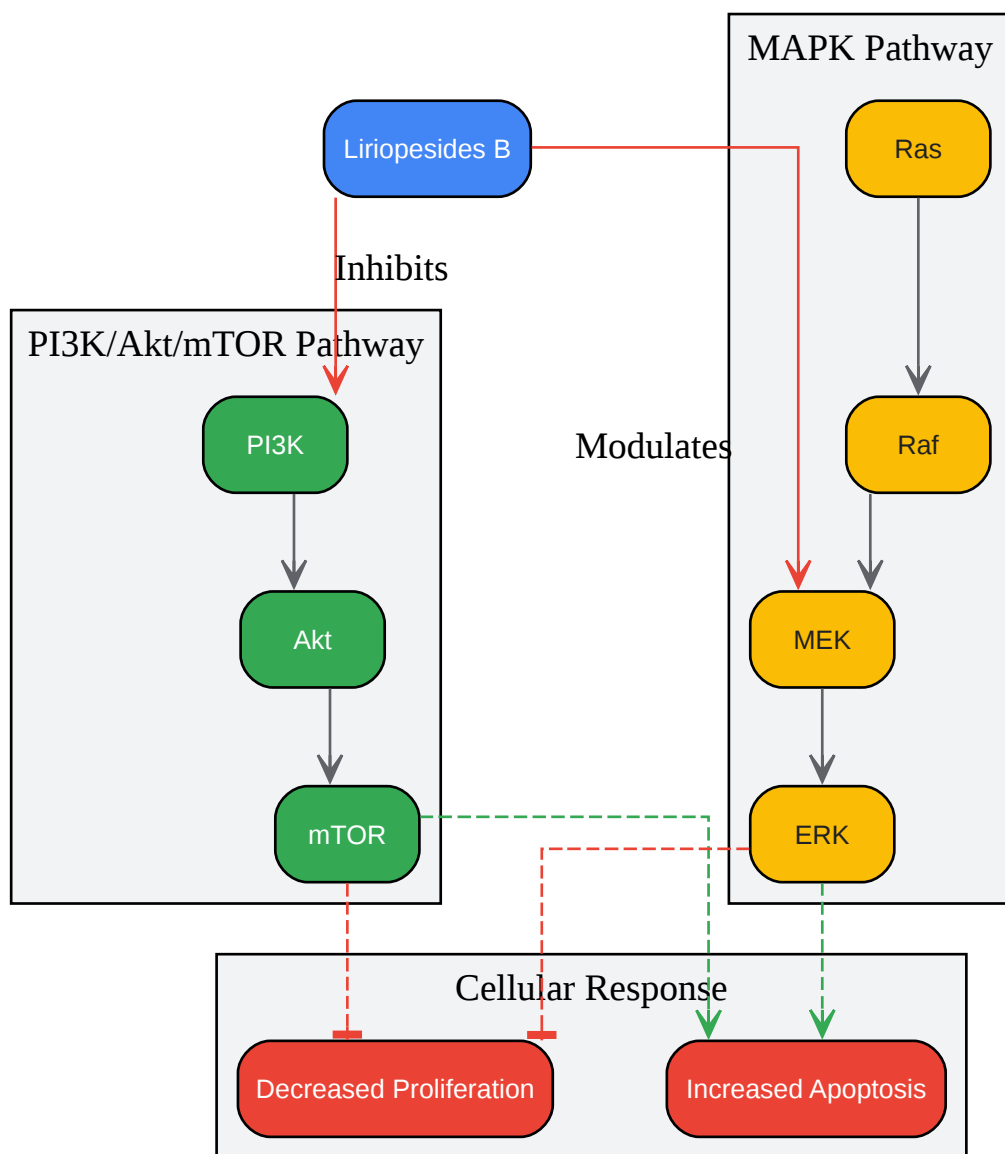 MAPK Pathway
Liriopesides B
Ras
Inhibits
PI3K/Akt/mTOR Pathway
PI3K
Modulates
Raf
Akt
MEK
mTOR
ERK
Cellular Response
Decreased Proliferation
Increased Apoptosis